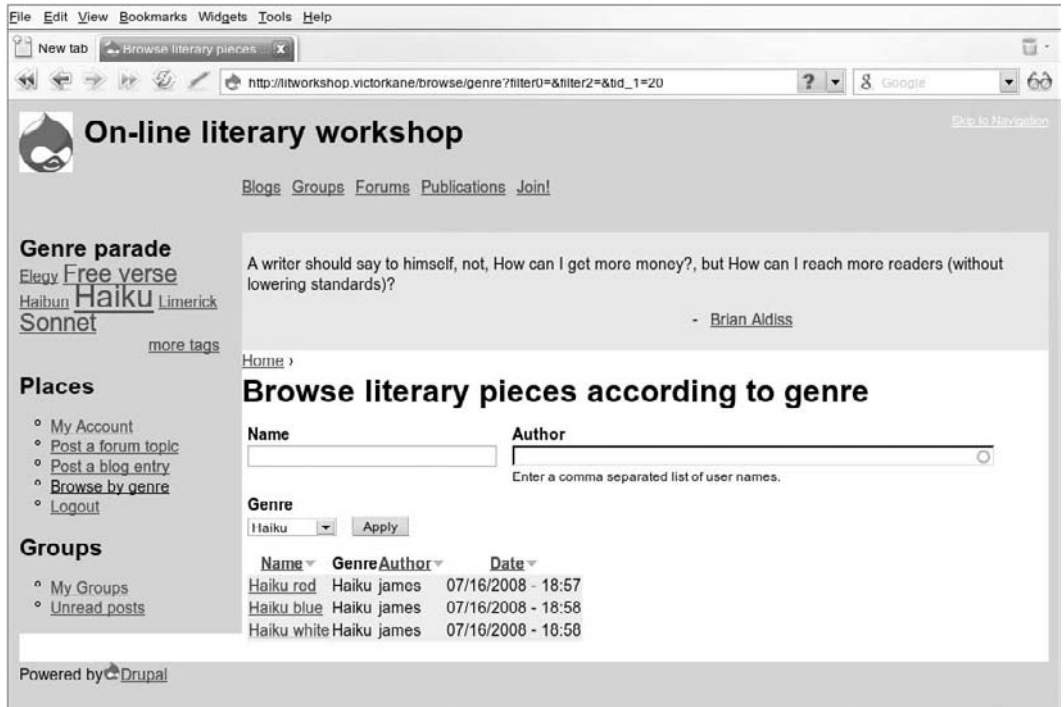 File Edit View Bookmarks Widgets Tools Help
New tab Browse literary pieces ... x
http://litworkshop.victorkane/browse/genre?filter0=&filter2=&tid_1=20 ? 8 Google
On-line literary workshop
Skip to Navigation
Blogs Groups Forums Publications Join!
Genre parade
Elegy Free verse
Haibun Haiku Limerick
Sonnet
more tags
Places
My Account
Post a forum topic
Post a blog entry
Browse by genre
Logout
Groups
My Groups
Unread posts
A writer should say to himself, not, How can I get more money?, but How can I reach more readers (without
lowering standards)?
- Brian Aldiss
Home ›
Browse literary pieces according to genre
Name Author
Enter a comma separated list of user names.
Genre
Haiku Apply
Name Genre Author Date
Haiku red Haiku james 07/16/2008 - 18:57
Haiku blue Haiku james 07/16/2008 - 18:58
Haiku white Haiku james 07/16/2008 - 18:58
Powered by Drupal